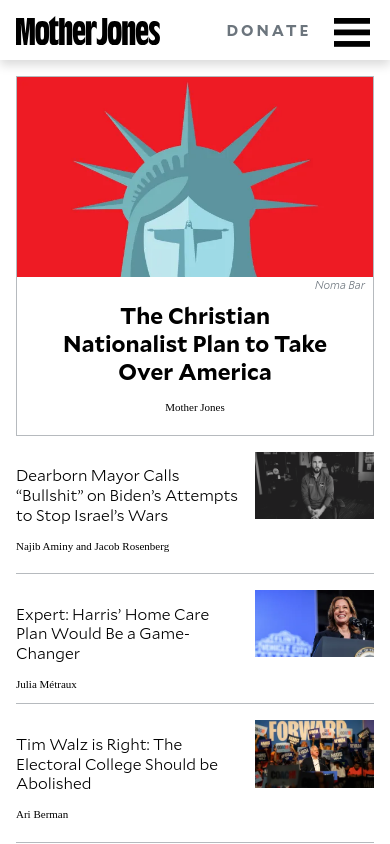 Mother Jones
DONATE
Noma Bar
The Christian
Nationalist Plan to Take
Over America
Mother Jones
Dearborn Mayor Calls
“Bullshit” on Biden’s Attempts
to Stop Israel’s Wars
Najib Aminy and Jacob Rosenberg
Expert: Harris’ Home Care
Plan Would Be a Game-
Changer
Julia Métraux
Tim Walz is Right: The
Electoral College Should be
Abolished
Ari Berman
FORWARD